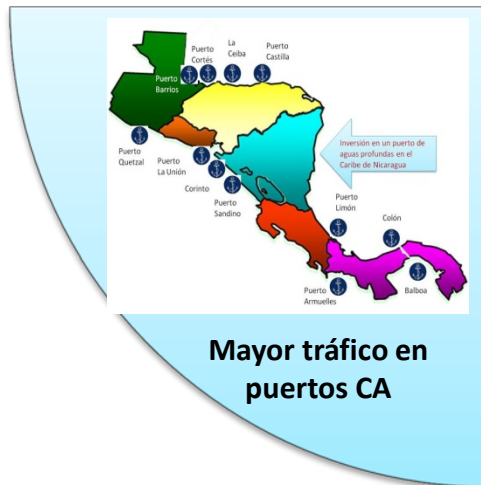 La
Ceiba
Puerto
Cortés
Puerto
Castilla
Puerto
Barrios
Puerto
Quetzal
Puerto
La Unión
Corinto
Puerto
Sandino
Inversión en un puerto de
aguas profundas en el
Caribe de Nicaragua
Puerto
Limón
Colón
Puerto
Armuelles
Balboa
Mayor tráfico en
puertos CA